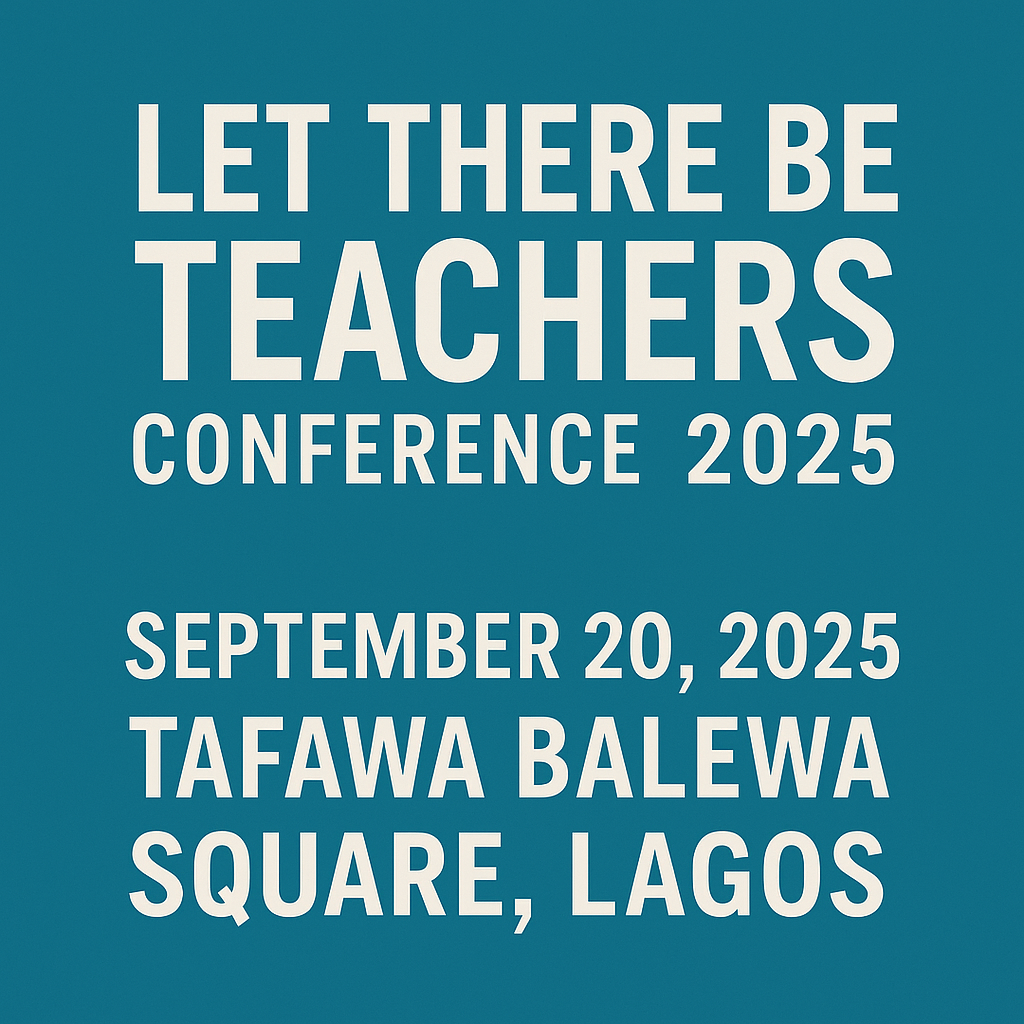 LET THERE BE
TEACHERS
CONFERENCE 2025
SEPTEMBER 20, 2025
TAFAWA BALEWA
SQUARE, LAGOS